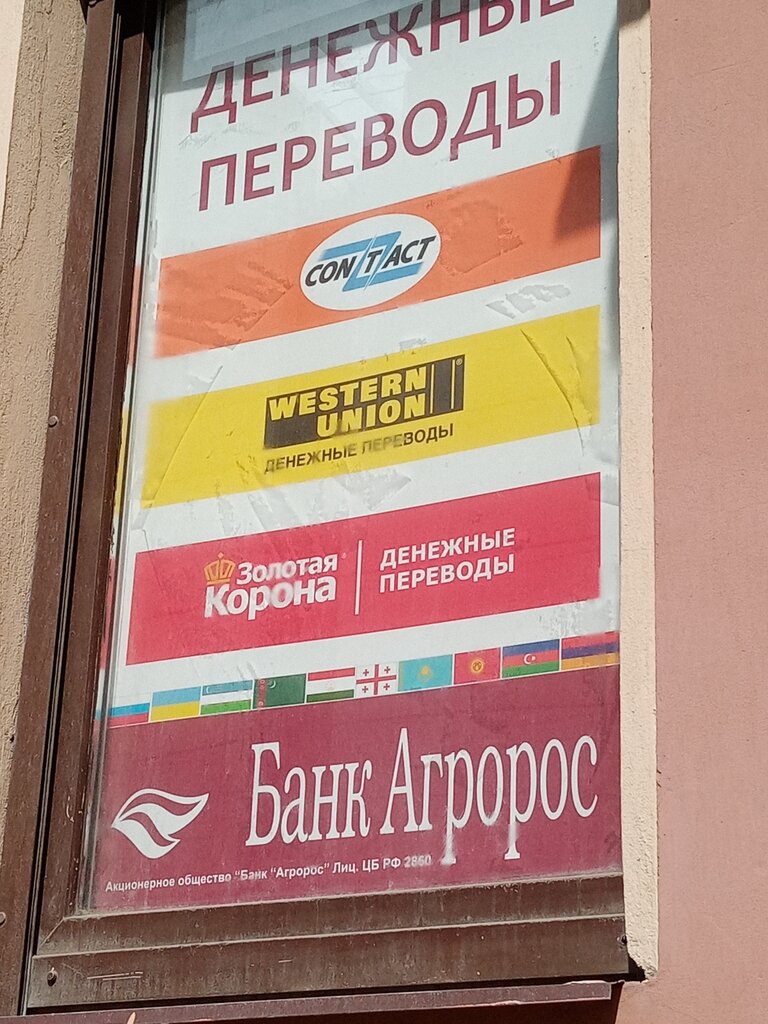 ДЕНЕЖНЫЕ
ПЕРЕВОДЫ
CONTACT
WESTERN
UNION
ДЕНЕЖНЫЕ ПЕРЕВОДЫ
Золотая
Корона
ДЕНЕЖНЫЕ
ПЕРЕВОДЫ
Банк Агророс
Акционерное общество "Банк "Агророс" Лиц. ЦБ РФ 2860